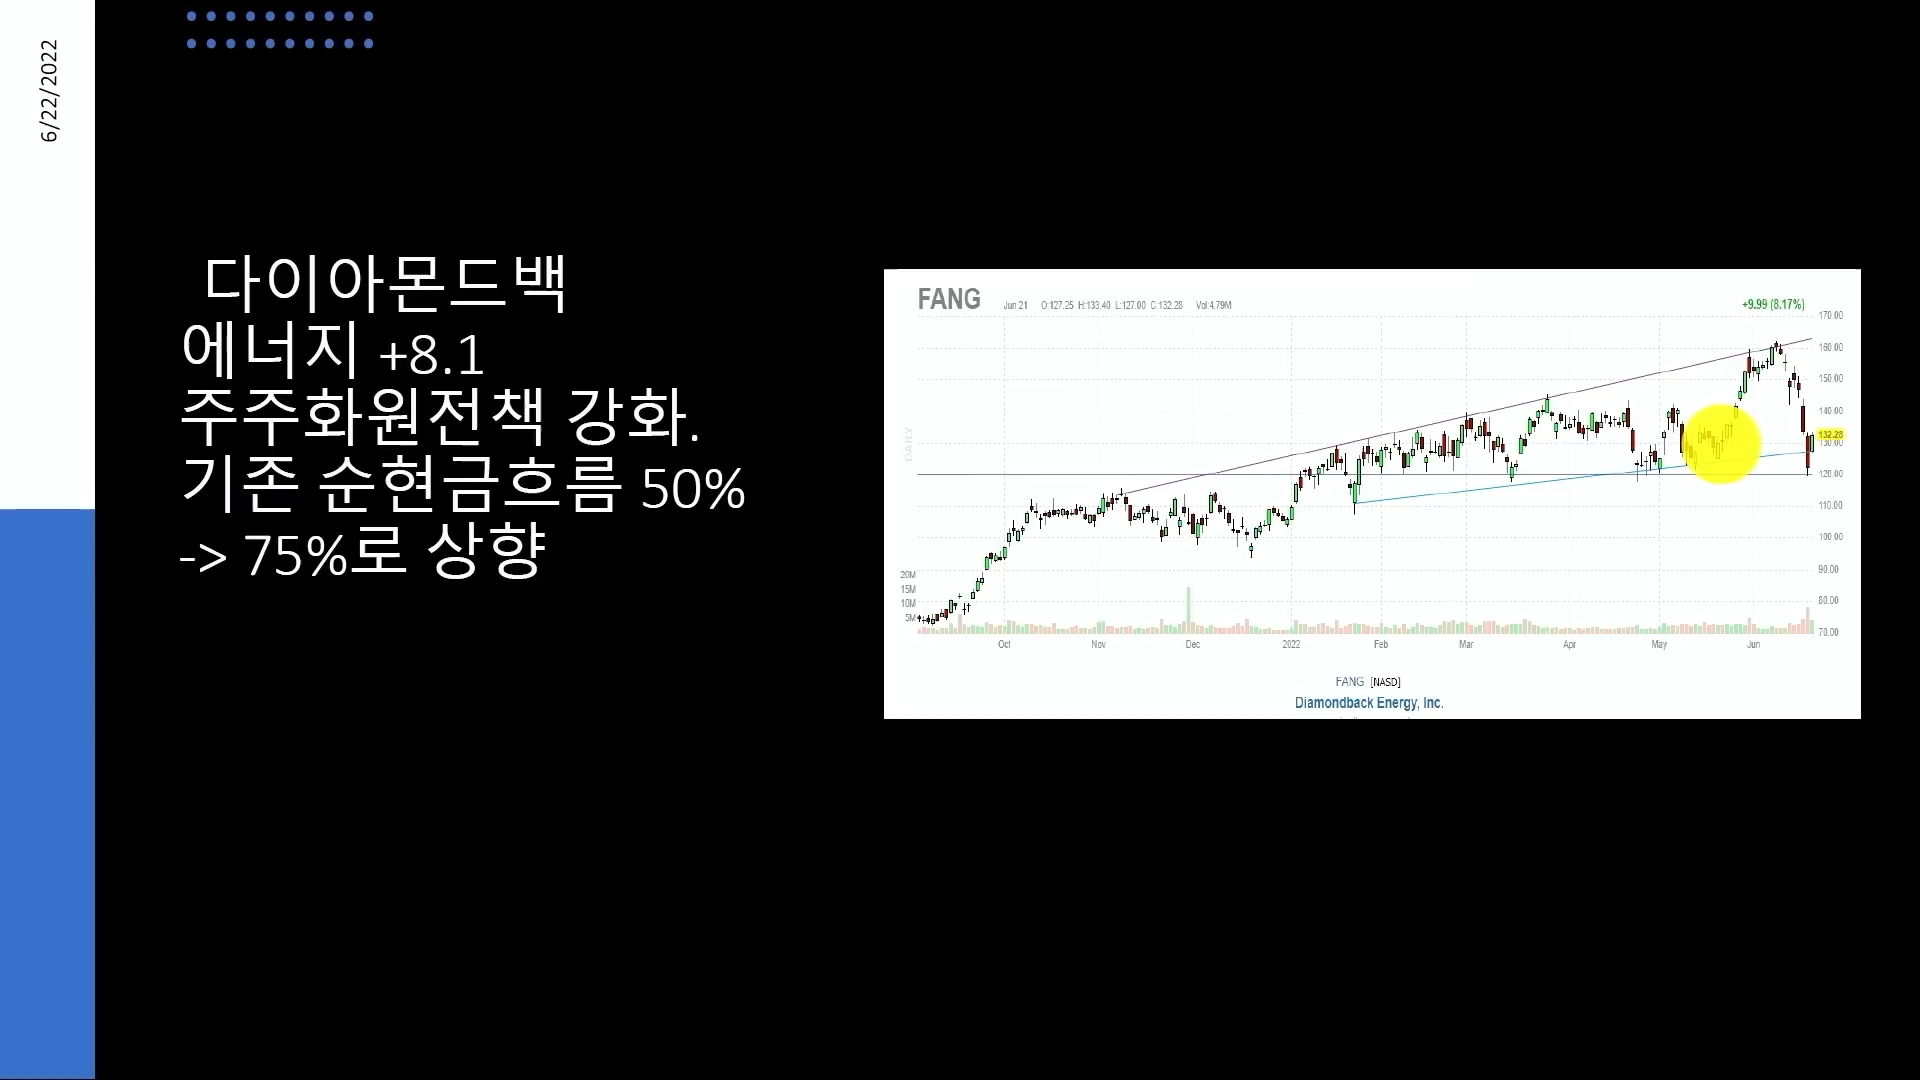 6/22/2022
다이아몬드백
에너지 +8.1
주주화원전책 강화.
기존 순현금흐름 50%
-> 75%로 상향
FANG Jun 21 O:127.25 H:133.40 L:127.00 C:132.28 Vol:4.79M +9.99 (8.17%)
170.00
160.00
150.00
140.00
132.28
130.00
120.00
110.00
100.00
90.00
80.00
70.00
DAILY
20M
15M
10M
5M
Oct Nov Dec 2022 Feb Mar Apr May Jun
FANG [NASD]
Diamondback Energy, Inc.